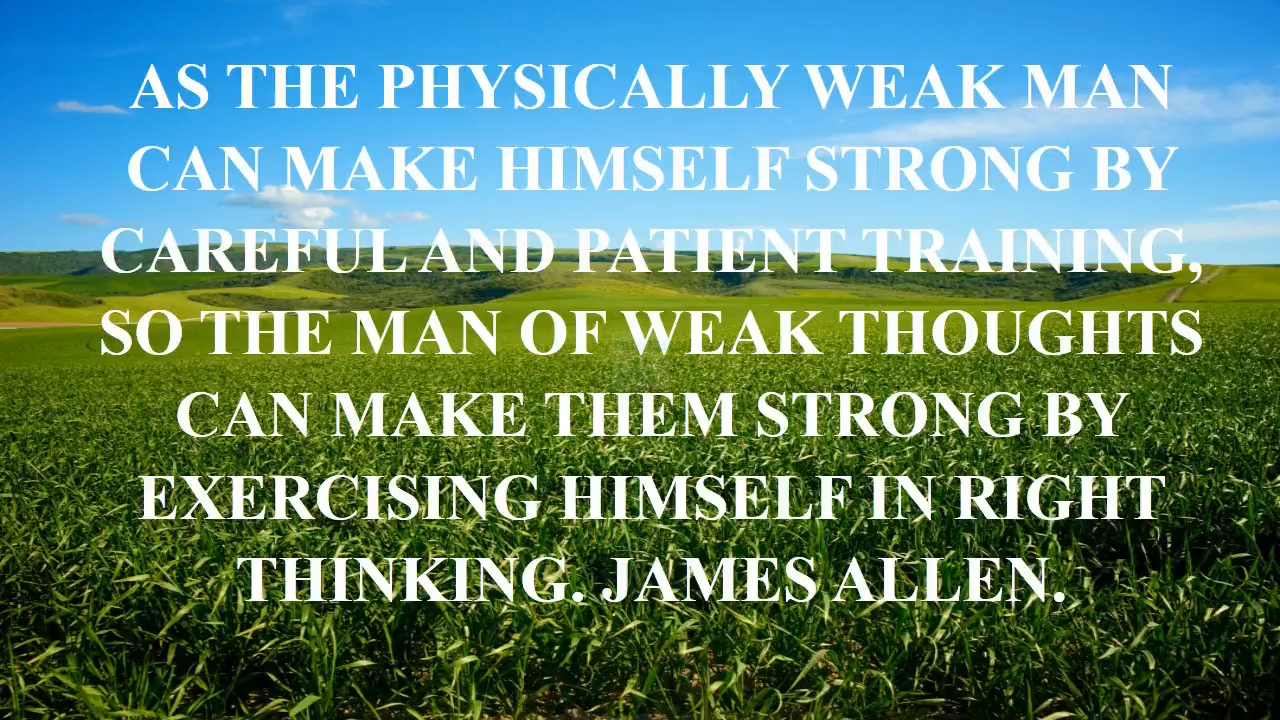 AS THE PHYSICALLY WEAK MAN
CAN MAKE HIMSELF STRONG BY
CAREFUL AND PATIENT TRAINING,
SO THE MAN OF WEAK THOUGHTS
CAN MAKE THEM STRONG BY
EXERCISING HIMSELF IN RIGHT
THINKING. JAMES ALLEN.